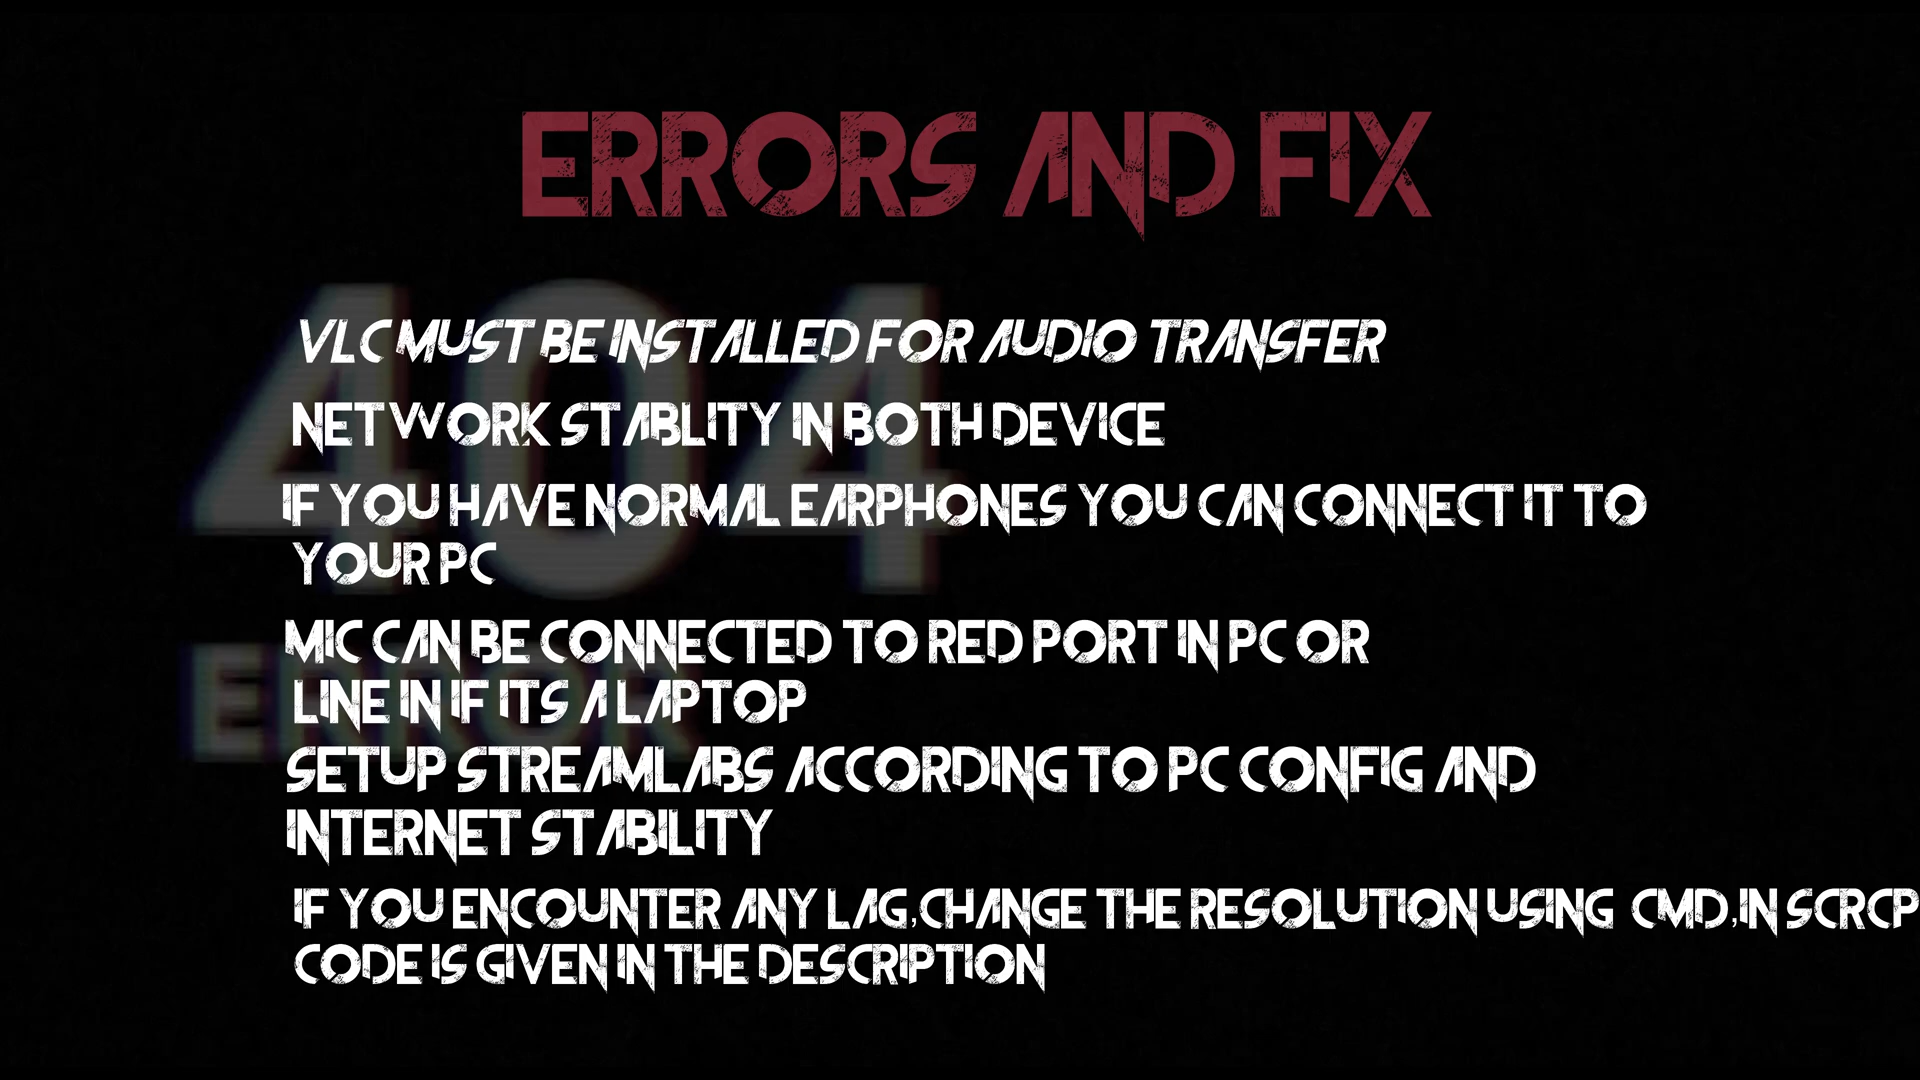 ERRORS AND FIX
404
VLC MUST BE INSTALLED FOR AUDIO TRANSFER
NETWORK STABLITY IN BOTH DEVICE
IF YOU HAVE NORMAL EARPHONES YOU CAN CONNECT IT TO
YOUR PC
MIC CAN BE CONNECTED TO RED PORT IN PC OR
LINE IN IF ITS A LAPTOP
ERROR
SETUP STREAMLABS ACCORDING TO PC CONFIG AND
INTERNET STABILITY
IF YOU ENCOUNTER ANY LAG,CHANGE THE RESOLUTION USING CMD,IN SCRCP
CODE IS GIVEN IN THE DESCRIPTION